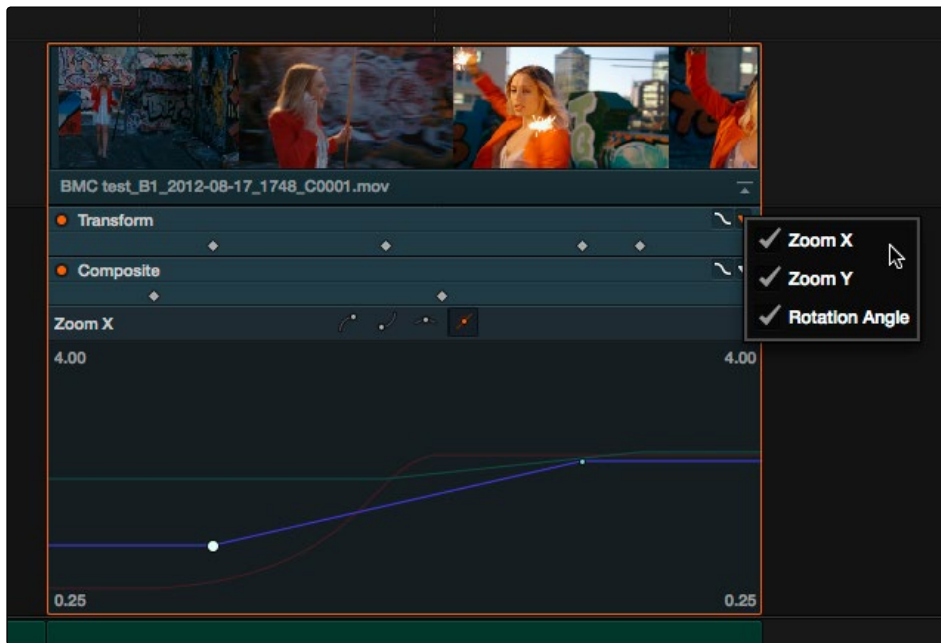 BMC test_B1_2012-08-17_1748_C0001.mov
Transform
Composite
Zoom X
4.00 4.00
0.25 0.25
Zoom X
Zoom Y
Rotation Angle